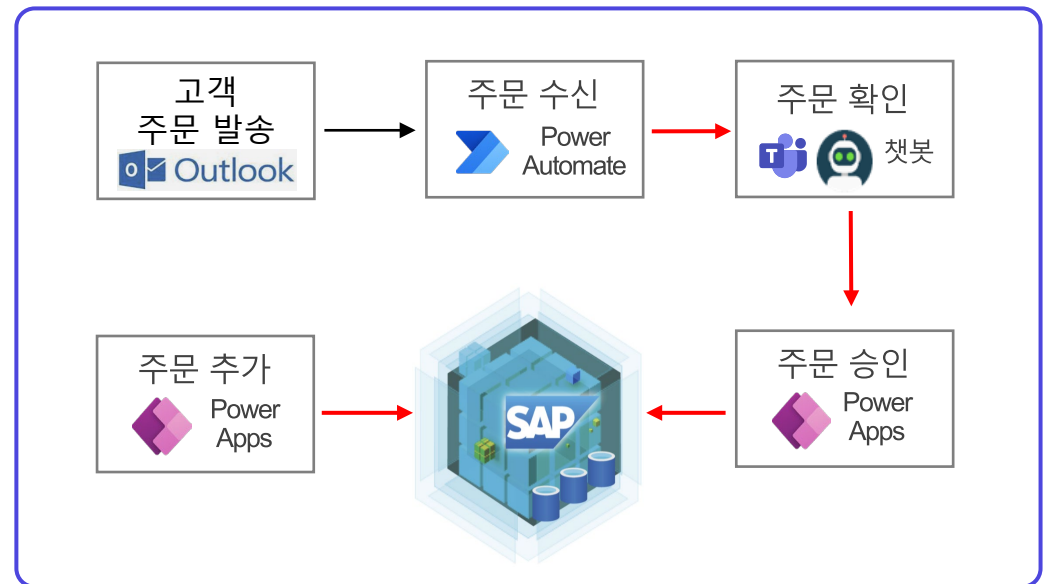 고객
주문 발송
Outlook
주문 수신
Power
Automate
주문 확인
챗봇
주문 추가
Power
Apps
SAP
주문 승인
Power
Apps